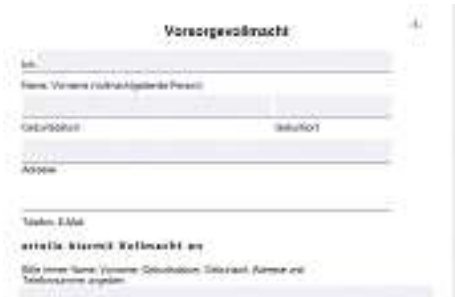 Vorsorgevollmacht
-1-
Ich,
Name, Vorname (vollmachtgebende Person)
Geburtsdatum Geburtsort
Adresse
Telefon, E-Mail
erteile hiermit Vollmacht an
Bitte immer Name, Vorname, Geburtsdatum, Geburtsort, Adresse und
Telefonnummer angeben